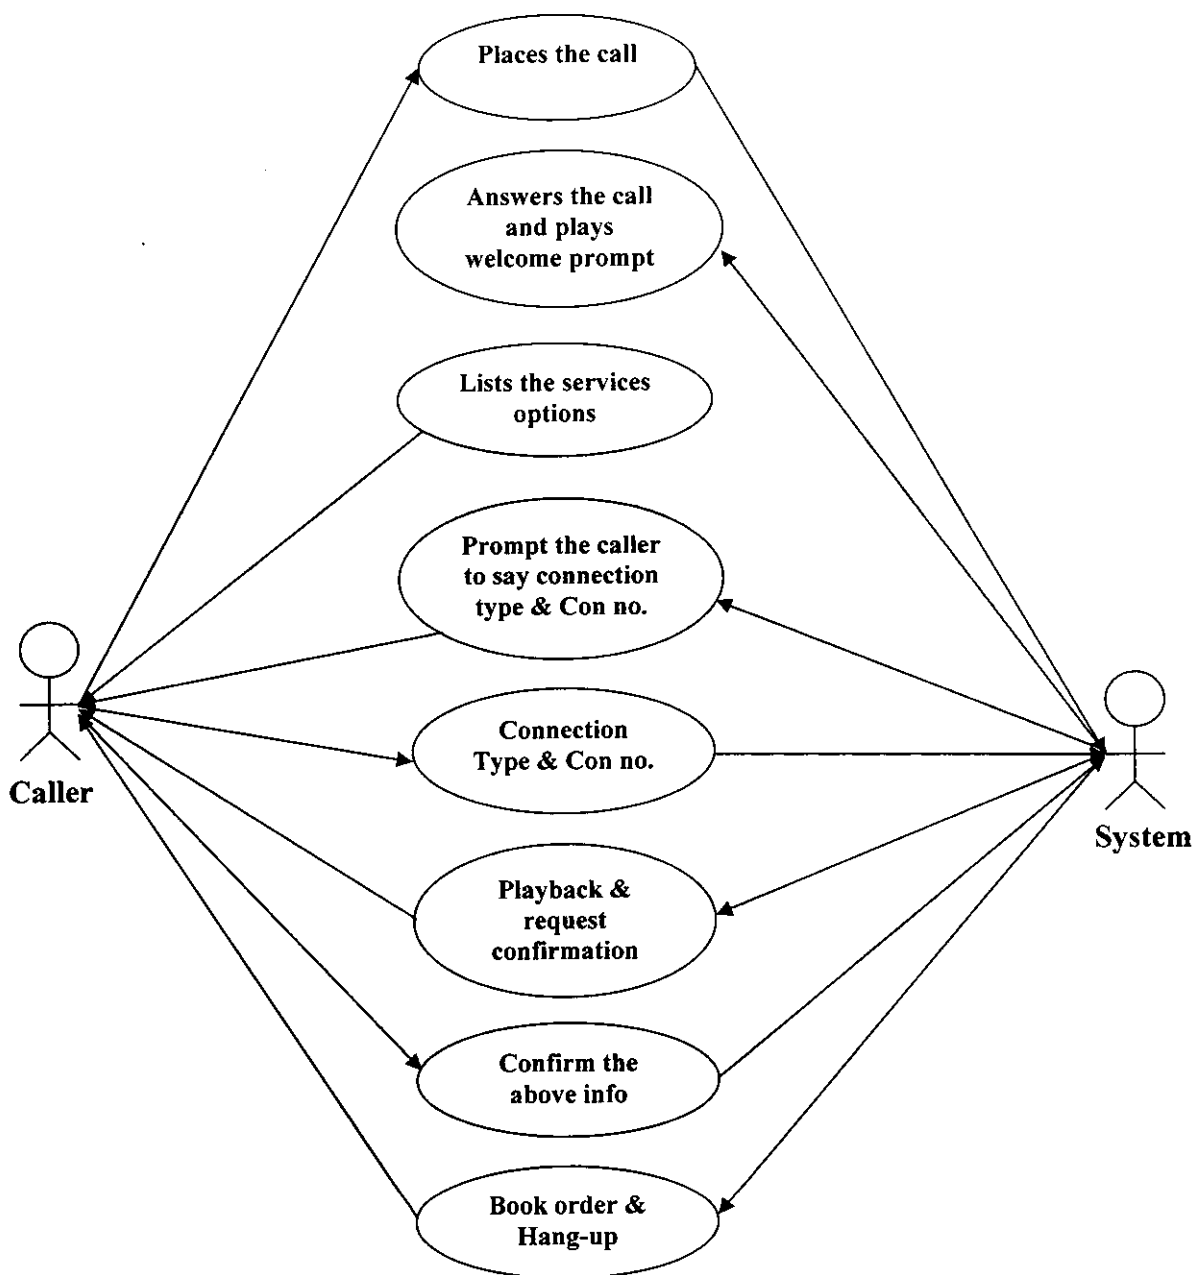 Places the call
Answers the call
and plays
welcome prompt
Lists the services
options
Prompt the caller
to say connection
type & Con no.
Connection
Type & Con no.
Caller
System
Playback &
request
confirmation
Confirm the
above info
Book order &
Hang-up